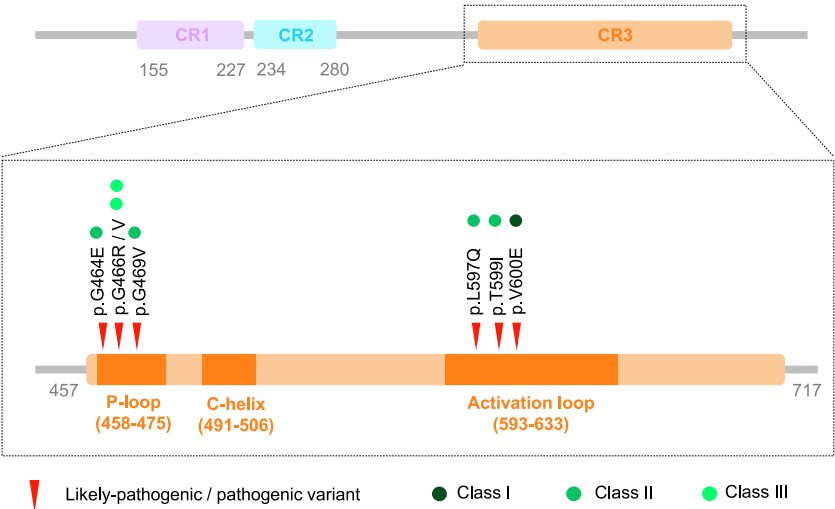 CR1
CR2
CR3
155
227
234
280
p.G464E
p.G466R / V
p.G469V
p.L597Q
p.T599I
p.V600E
457
717
P-loop
(458-475)
C-helix
(491-506)
Activation loop
(593-633)
Likely-pathogenic / pathogenic variant
Class I
Class II
Class III